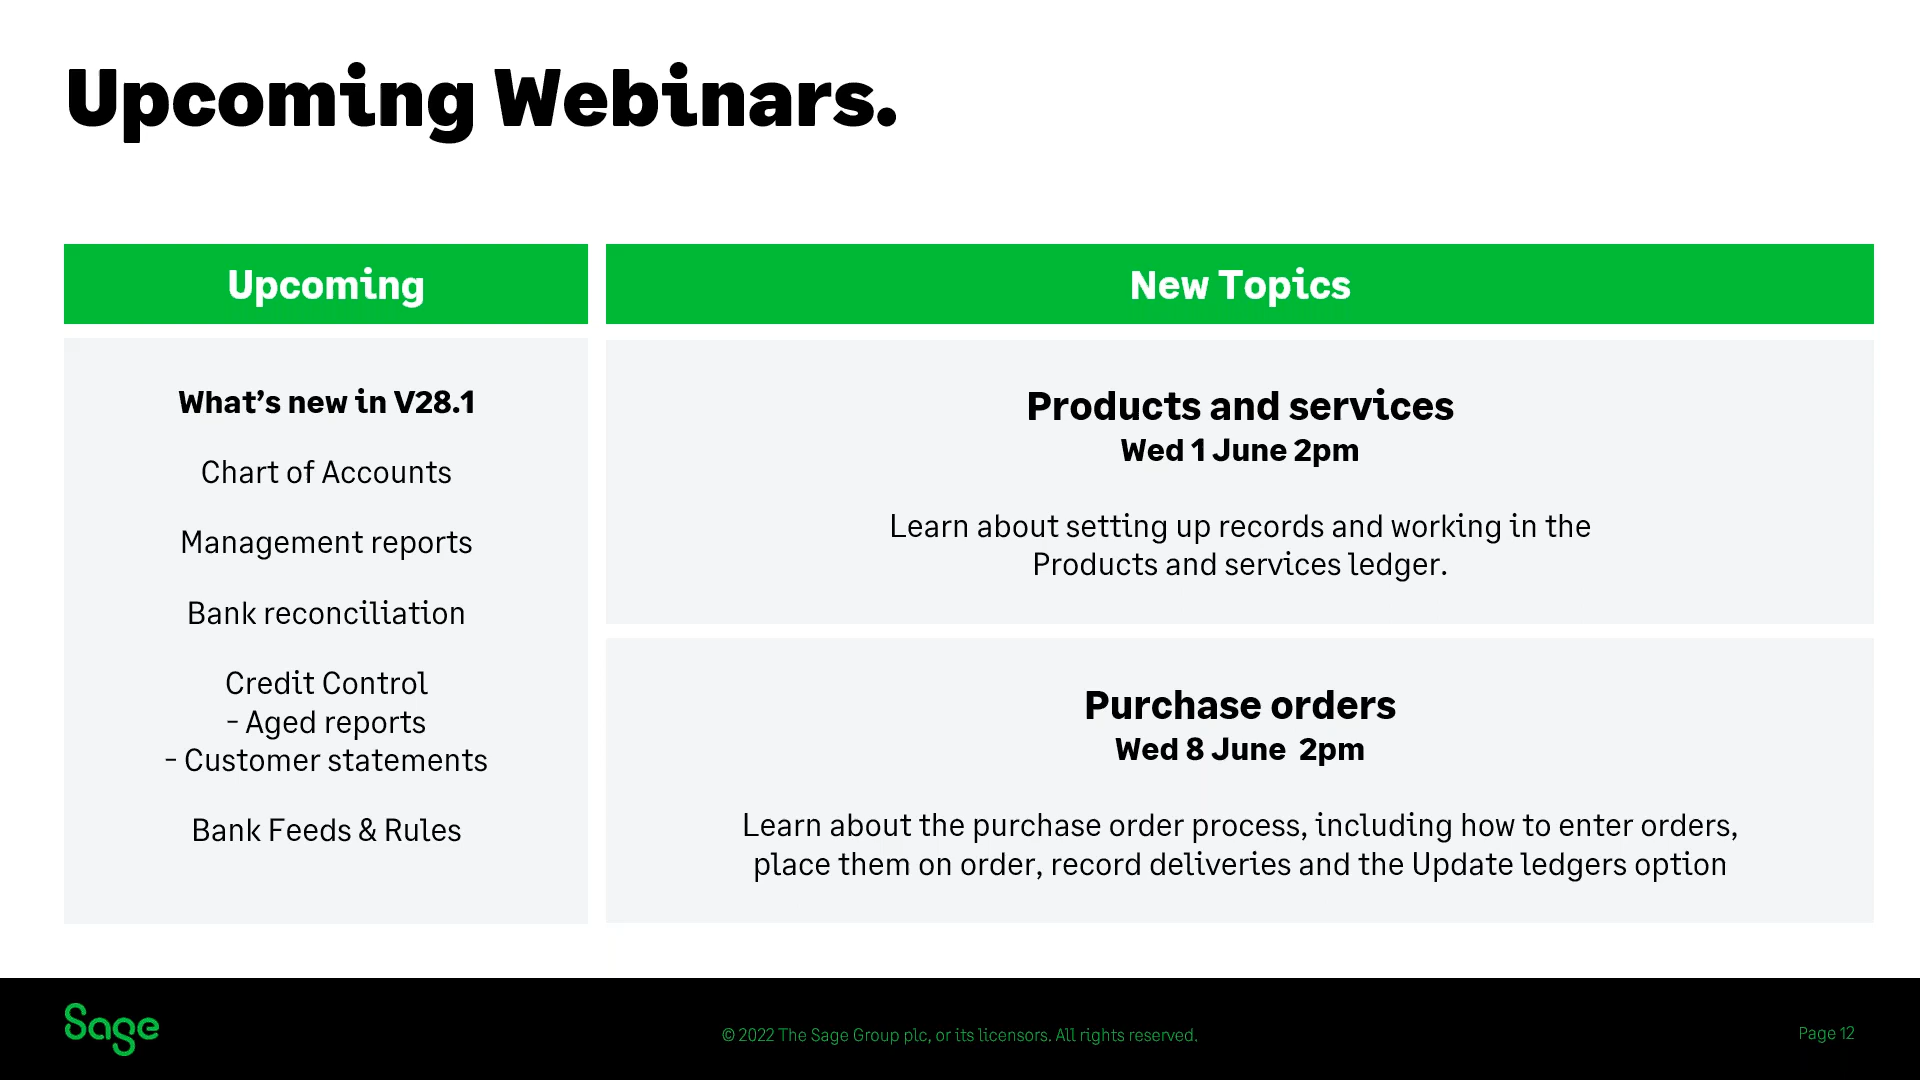 Upcoming Webinars.
Upcoming
What's new in V28.1
Chart of Accounts
Management reports
Bank reconciliation
Credit Control
- Aged reports
- Customer statements
Bank Feeds & Rules
New Topics
Products and services
Wed 1 June 2pm
Learn about setting up records and working in the
Products and services ledger.
Purchase orders
Wed 8 June  2pm
Learn about the purchase order process, including how to enter orders,
place them on order, record deliveries and the Update ledgers option
Sage
© 2022 The Sage Group plc, or its licensors. All rights reserved.
Page 12